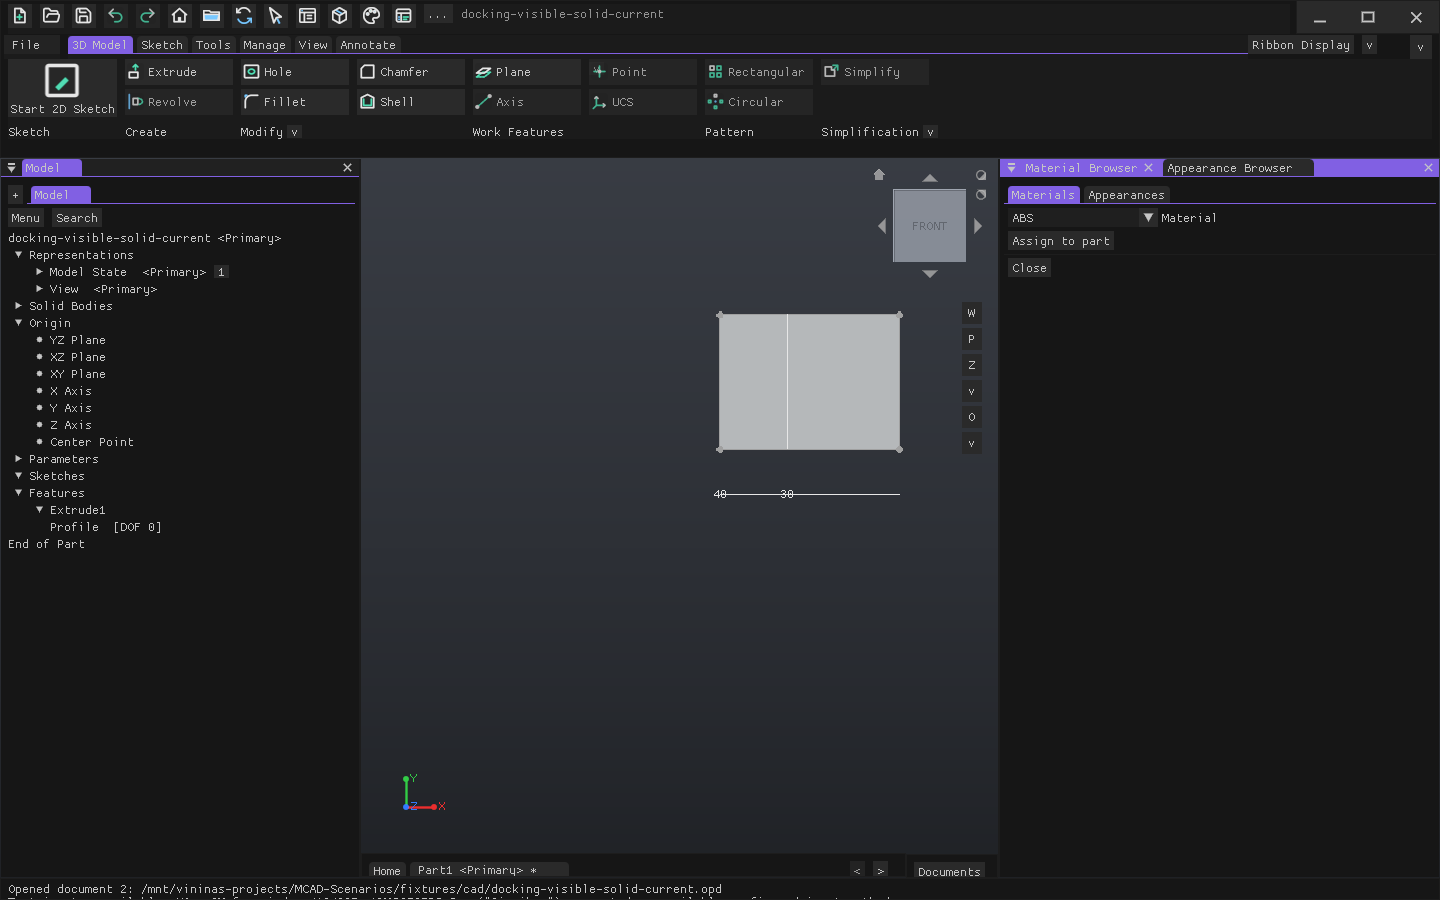 ... docking-visible-solid-current
File 3D Model Sketch Tools Manage View Annotate Ribbon Display v v
Start 2D Sketch
Extrude Hole Chamfer Plane Point Rectangular Simplify
Revolve Fillet Shell Axis UCS Circular
Sketch Create Modify v Work Features Pattern Simplification v
Model
+ Model
Menu Search
docking-visible-solid-current <Primary>
Representations
Model State <Primary> 1
View <Primary>
Solid Bodies
Origin
YZ Plane
XZ Plane
XY Plane
X Axis
Y Axis
Z Axis
Center Point
Parameters
Sketches
Features
Extrude1
Profile [DOF 0]
End of Part
FRONT
W
P
Z
v
O
v
40 30
Y
Z X
Home Part1 <Primary> * < > Documents
Material Browser Appearance Browser
Materials Appearances
ABS Material
Assign to part
Close
Opened document 2: /mnt/vininas-projects/MCAD-Scenarios/fixtures/cad/docking-visible-solid-current.opd